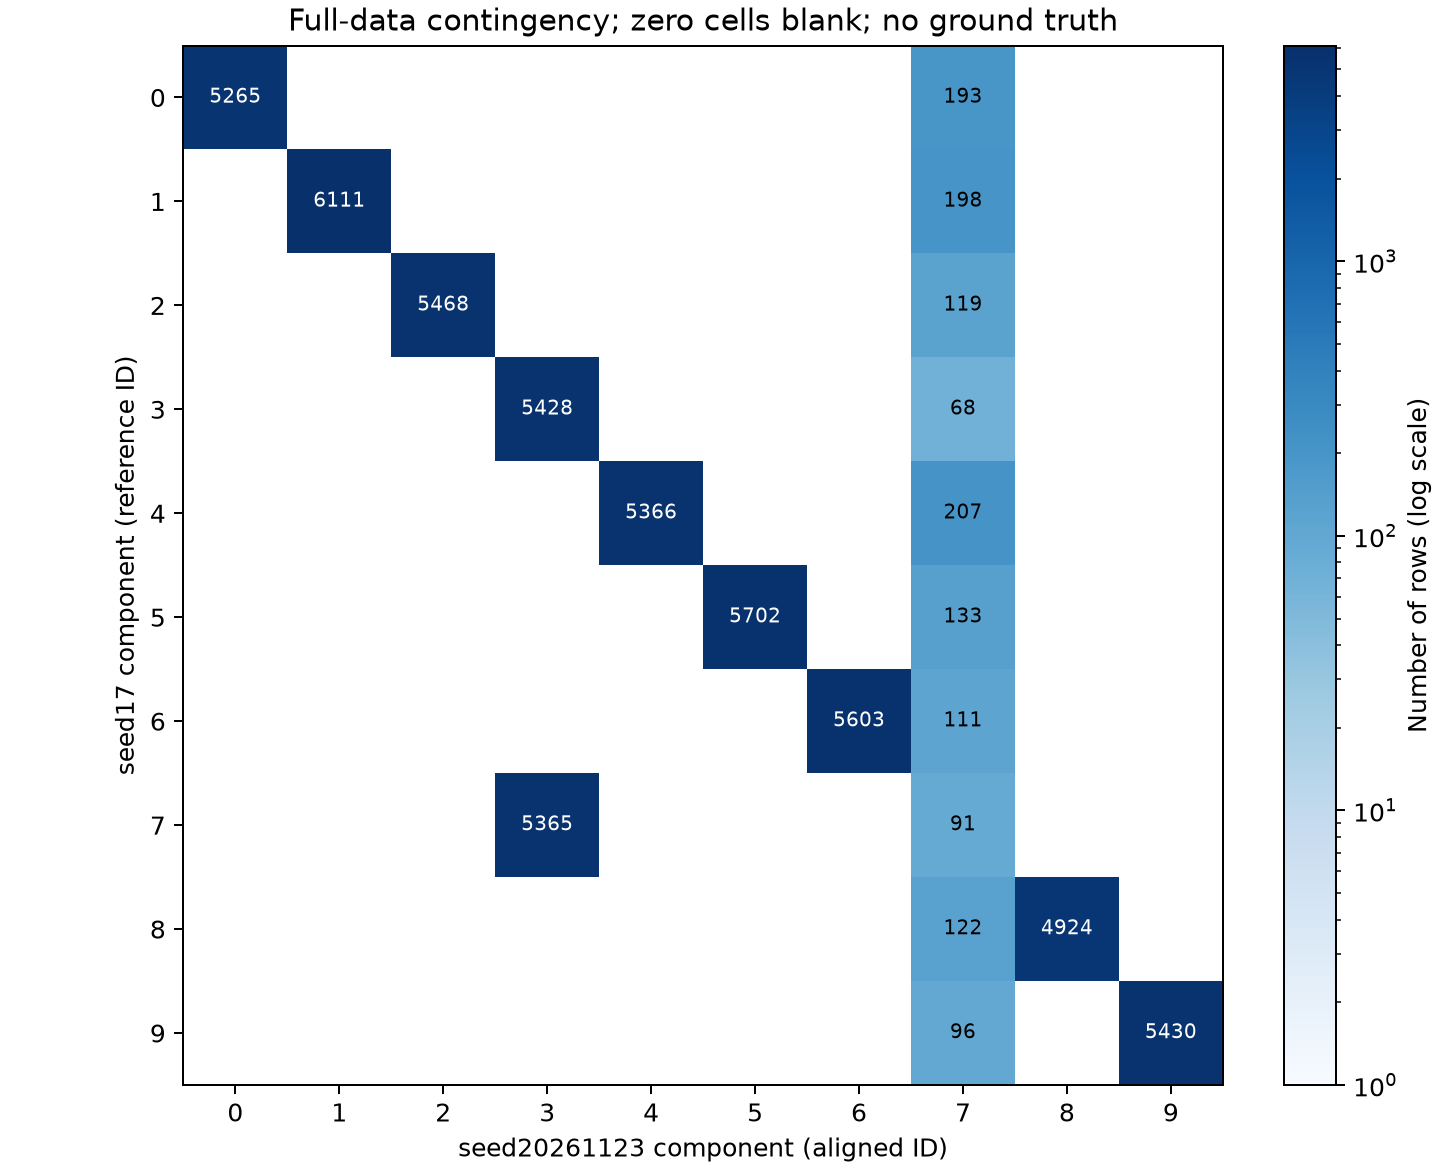 Full-data contingency; zero cells blank; no ground truth
0 5265 193
1 6111 198
2 5468 119
3 5428 68
4 5366 207
5 5702 133
6 5603 111
7 5365 91
8 122 4924
9 96 5430
0 1 2 3 4 5 6 7 8 9
seed20261123 component (aligned ID)
seed17 component (reference ID)
10³
10²
10¹
10⁰
Number of rows (log scale)